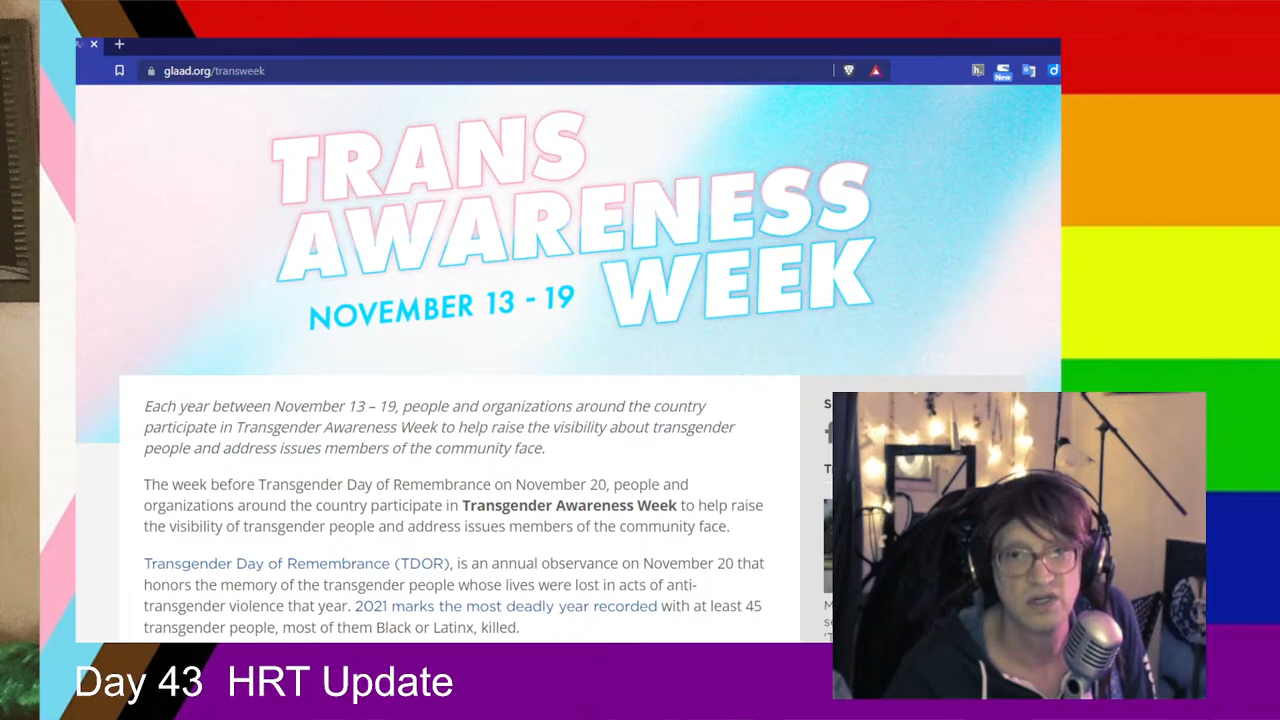 glaad.org/transweek
New
TRANS
AWARENESS
WEEK
NOVEMBER 13 - 19
Each year between November 13 – 19, people and organizations around the country
participate in Transgender Awareness Week to help raise the visibility about transgender
people and address issues members of the community face.
The week before Transgender Day of Remembrance on November 20, people and
organizations around the country participate in Transgender Awareness Week to help raise
the visibility of transgender people and address issues members of the community face.
Transgender Day of Remembrance (TDOR), is an annual observance on November 20 that
honors the memory of the transgender people whose lives were lost in acts of anti-
transgender violence that year. 2021 marks the most deadly year recorded with at least 45
transgender people, most of them Black or Latinx, killed.
Day 43 HRT Update